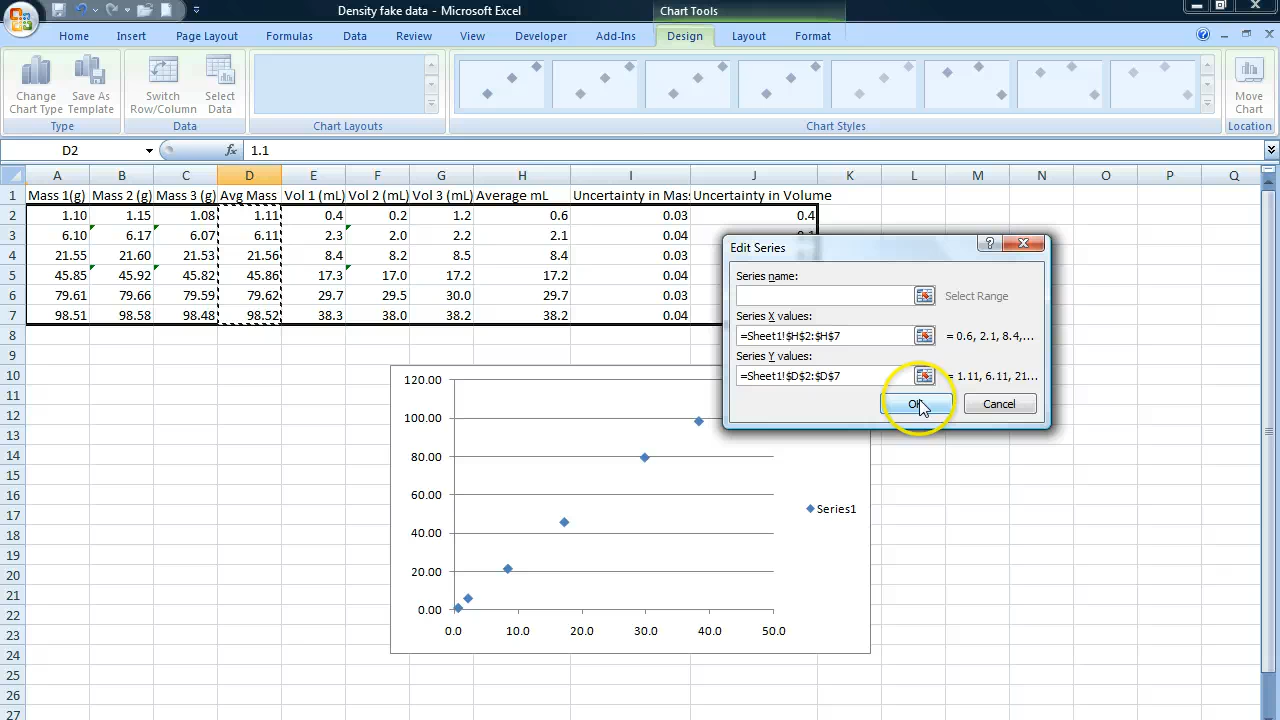 Density fake data - Microsoft Excel
Chart Tools
Home Insert Page Layout Formulas Data Review View Developer Add-Ins Design Layout Format
Change Chart Type
Save As Template
Switch Row/Column
Select Data
Move Chart
Type Data Chart Layouts Chart Styles Location
D2 fx 1.1
A B C D E F G H I J K L M N O P Q
1 Mass 1(g) Mass 2 (g) Mass 3 (g) Avg Mass Vol 1 (mL) Vol 2 (mL) Vol 3 (mL) Average mL Uncertainty in Mass Uncertainty in Volume
2 1.10 1.15 1.08 1.11 0.4 0.2 1.2 0.6 0.03 0.4
3 6.10 6.17 6.07 6.11 2.3 2.0 2.2 2.1 0.04
4 21.55 21.60 21.53 21.56 8.4 8.2 8.5 8.4 0.03
5 45.85 45.92 45.82 45.86 17.3 17.0 17.2 17.2 0.04
6 79.61 79.66 79.59 79.62 29.7 29.5 30.0 29.7 0.03
7 98.51 98.58 98.48 98.52 38.3 38.0 38.2 38.2 0.04
8
9
10
11
12
13
14
15
16
17
18
19
20
21
22
23
24
25
26
27
Edit Series
Series name:
Select Range
Series X values:
=Sheet1!$H$2:$H$7 = 0.6, 2.1, 8.4,...
Series Y values:
=Sheet1!$D$2:$D$7 = 1.11, 6.11, 21...
OK Cancel
120.00
100.00
80.00
60.00
40.00
20.00
0.00
0.0 10.0 20.0 30.0 40.0 50.0
Series1